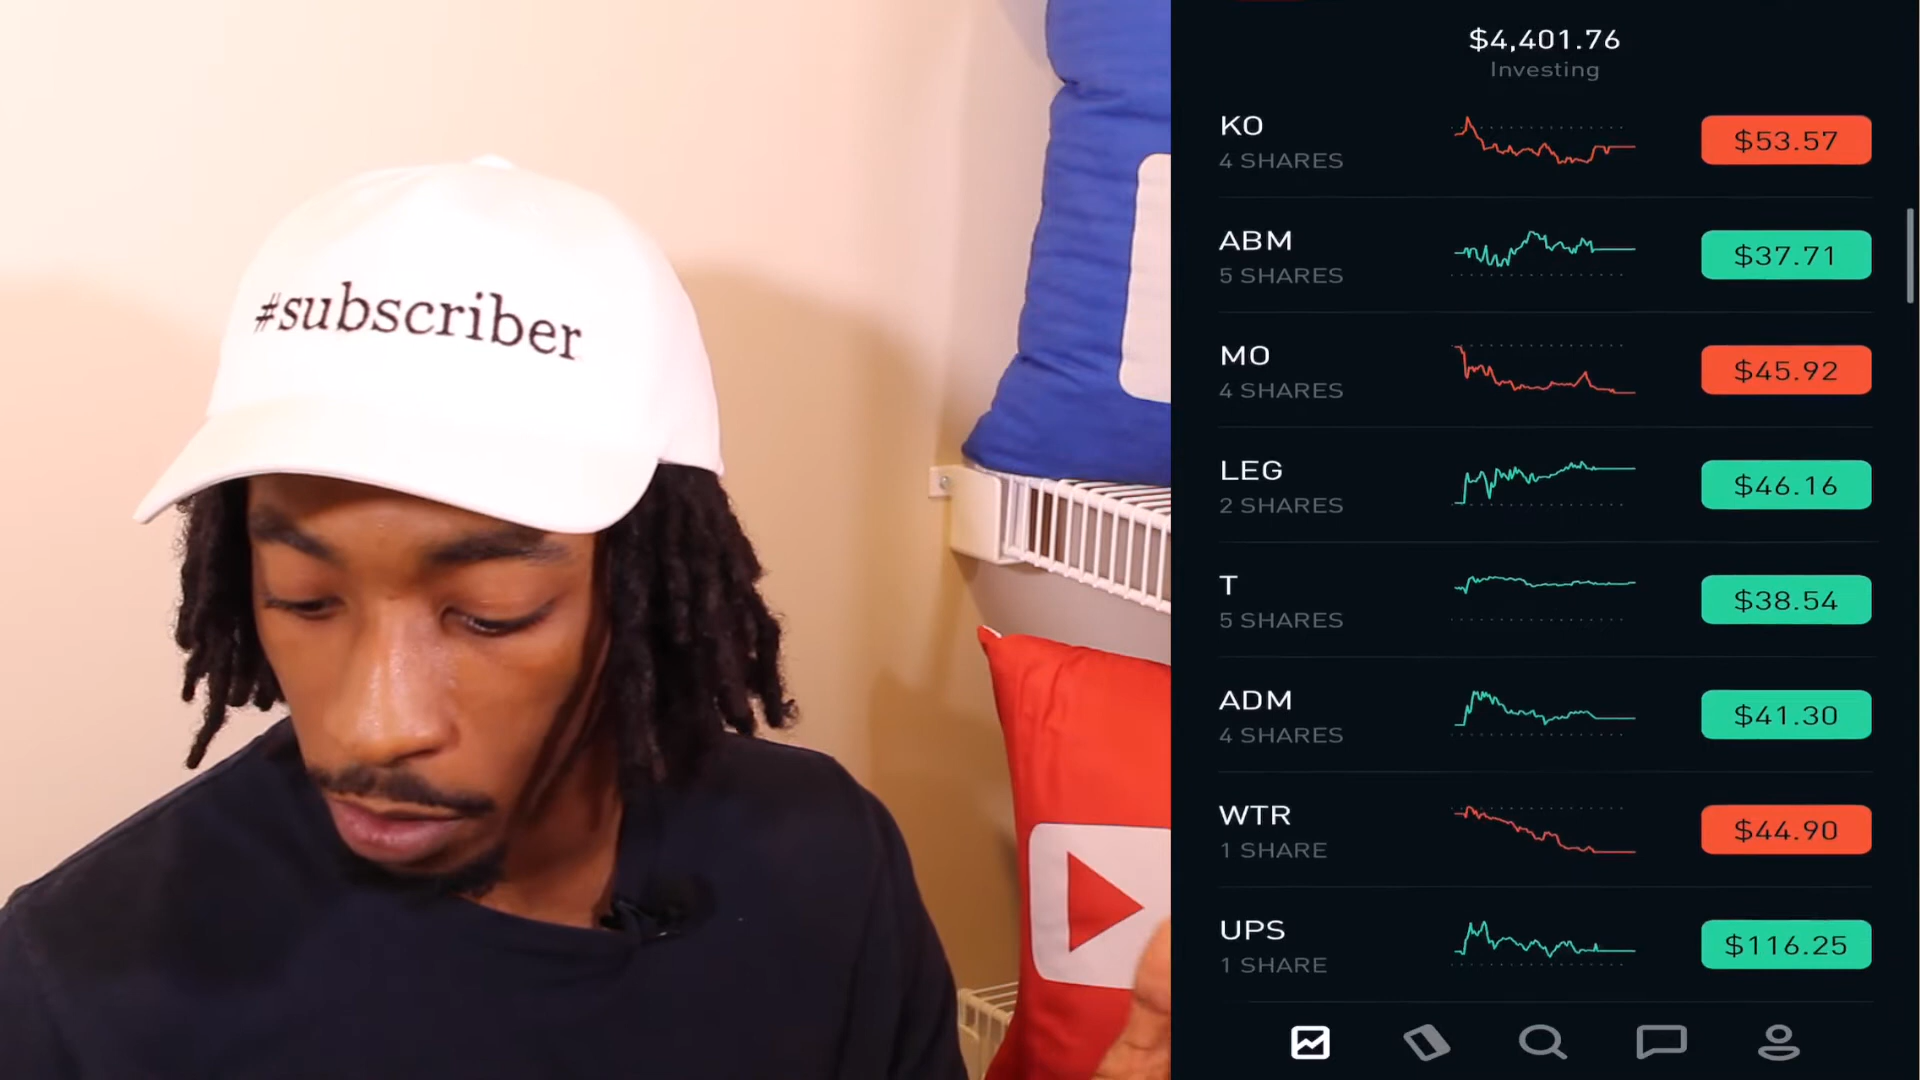 #subscriber
$4,401.76
Investing
KO
4 SHARES
$53.57
ABM
5 SHARES
$37.71
MO
4 SHARES
$45.92
LEG
2 SHARES
$46.16
T
5 SHARES
$38.54
ADM
4 SHARES
$41.30
WTR
1 SHARE
$44.90
UPS
1 SHARE
$116.25